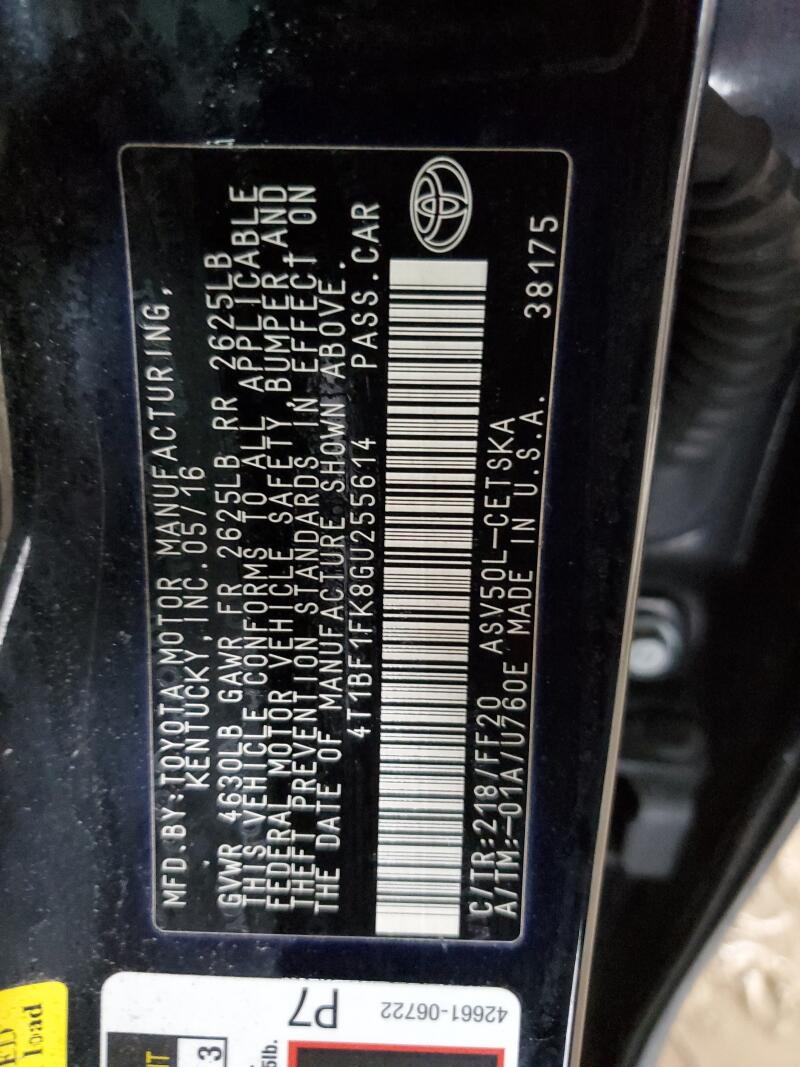 MFD.BY:TOYOTA MOTOR MANUFACTURING,
KENTUCKY,INC.05/16
GVWR 4630LB GAWR FR 2625LB RR 2625LB
THIS VEHICLE CONFORMS TO ALL APPLICABLE
FEDERAL MOTOR VEHICLE SAFETY, BUMPER,AND
THEFT PREVENTION STANDARDS IN EFFECT ON
THE DATE OF MANUFACTURE SHOWN ABOVE.
4T1BF1FK8GU255614 PASS.CAR
C/TR:218/FF20 ASV50L-CETSKA
A/TM:-01A/U760E MADE IN U.S.A. 38175
P7
42661-06722
3
load